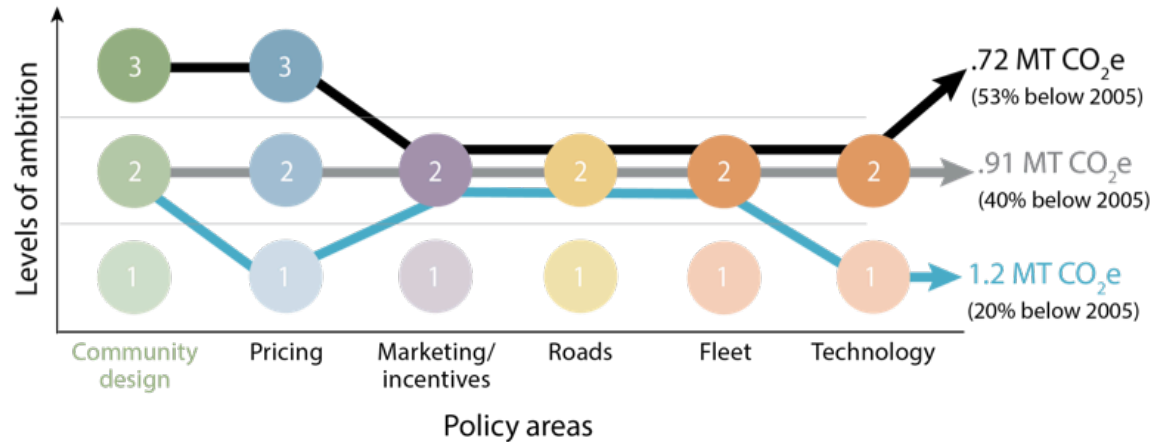 Levels of ambition
3 3
.72 MT CO₂e
(53% below 2005)
2 2 2 2 2 2
.91 MT CO₂e
(40% below 2005)
1 1 1 1 1 1
1.2 MT CO₂e
(20% below 2005)
Community
design
Pricing
Marketing/
incentives
Roads
Fleet
Technology
Policy areas